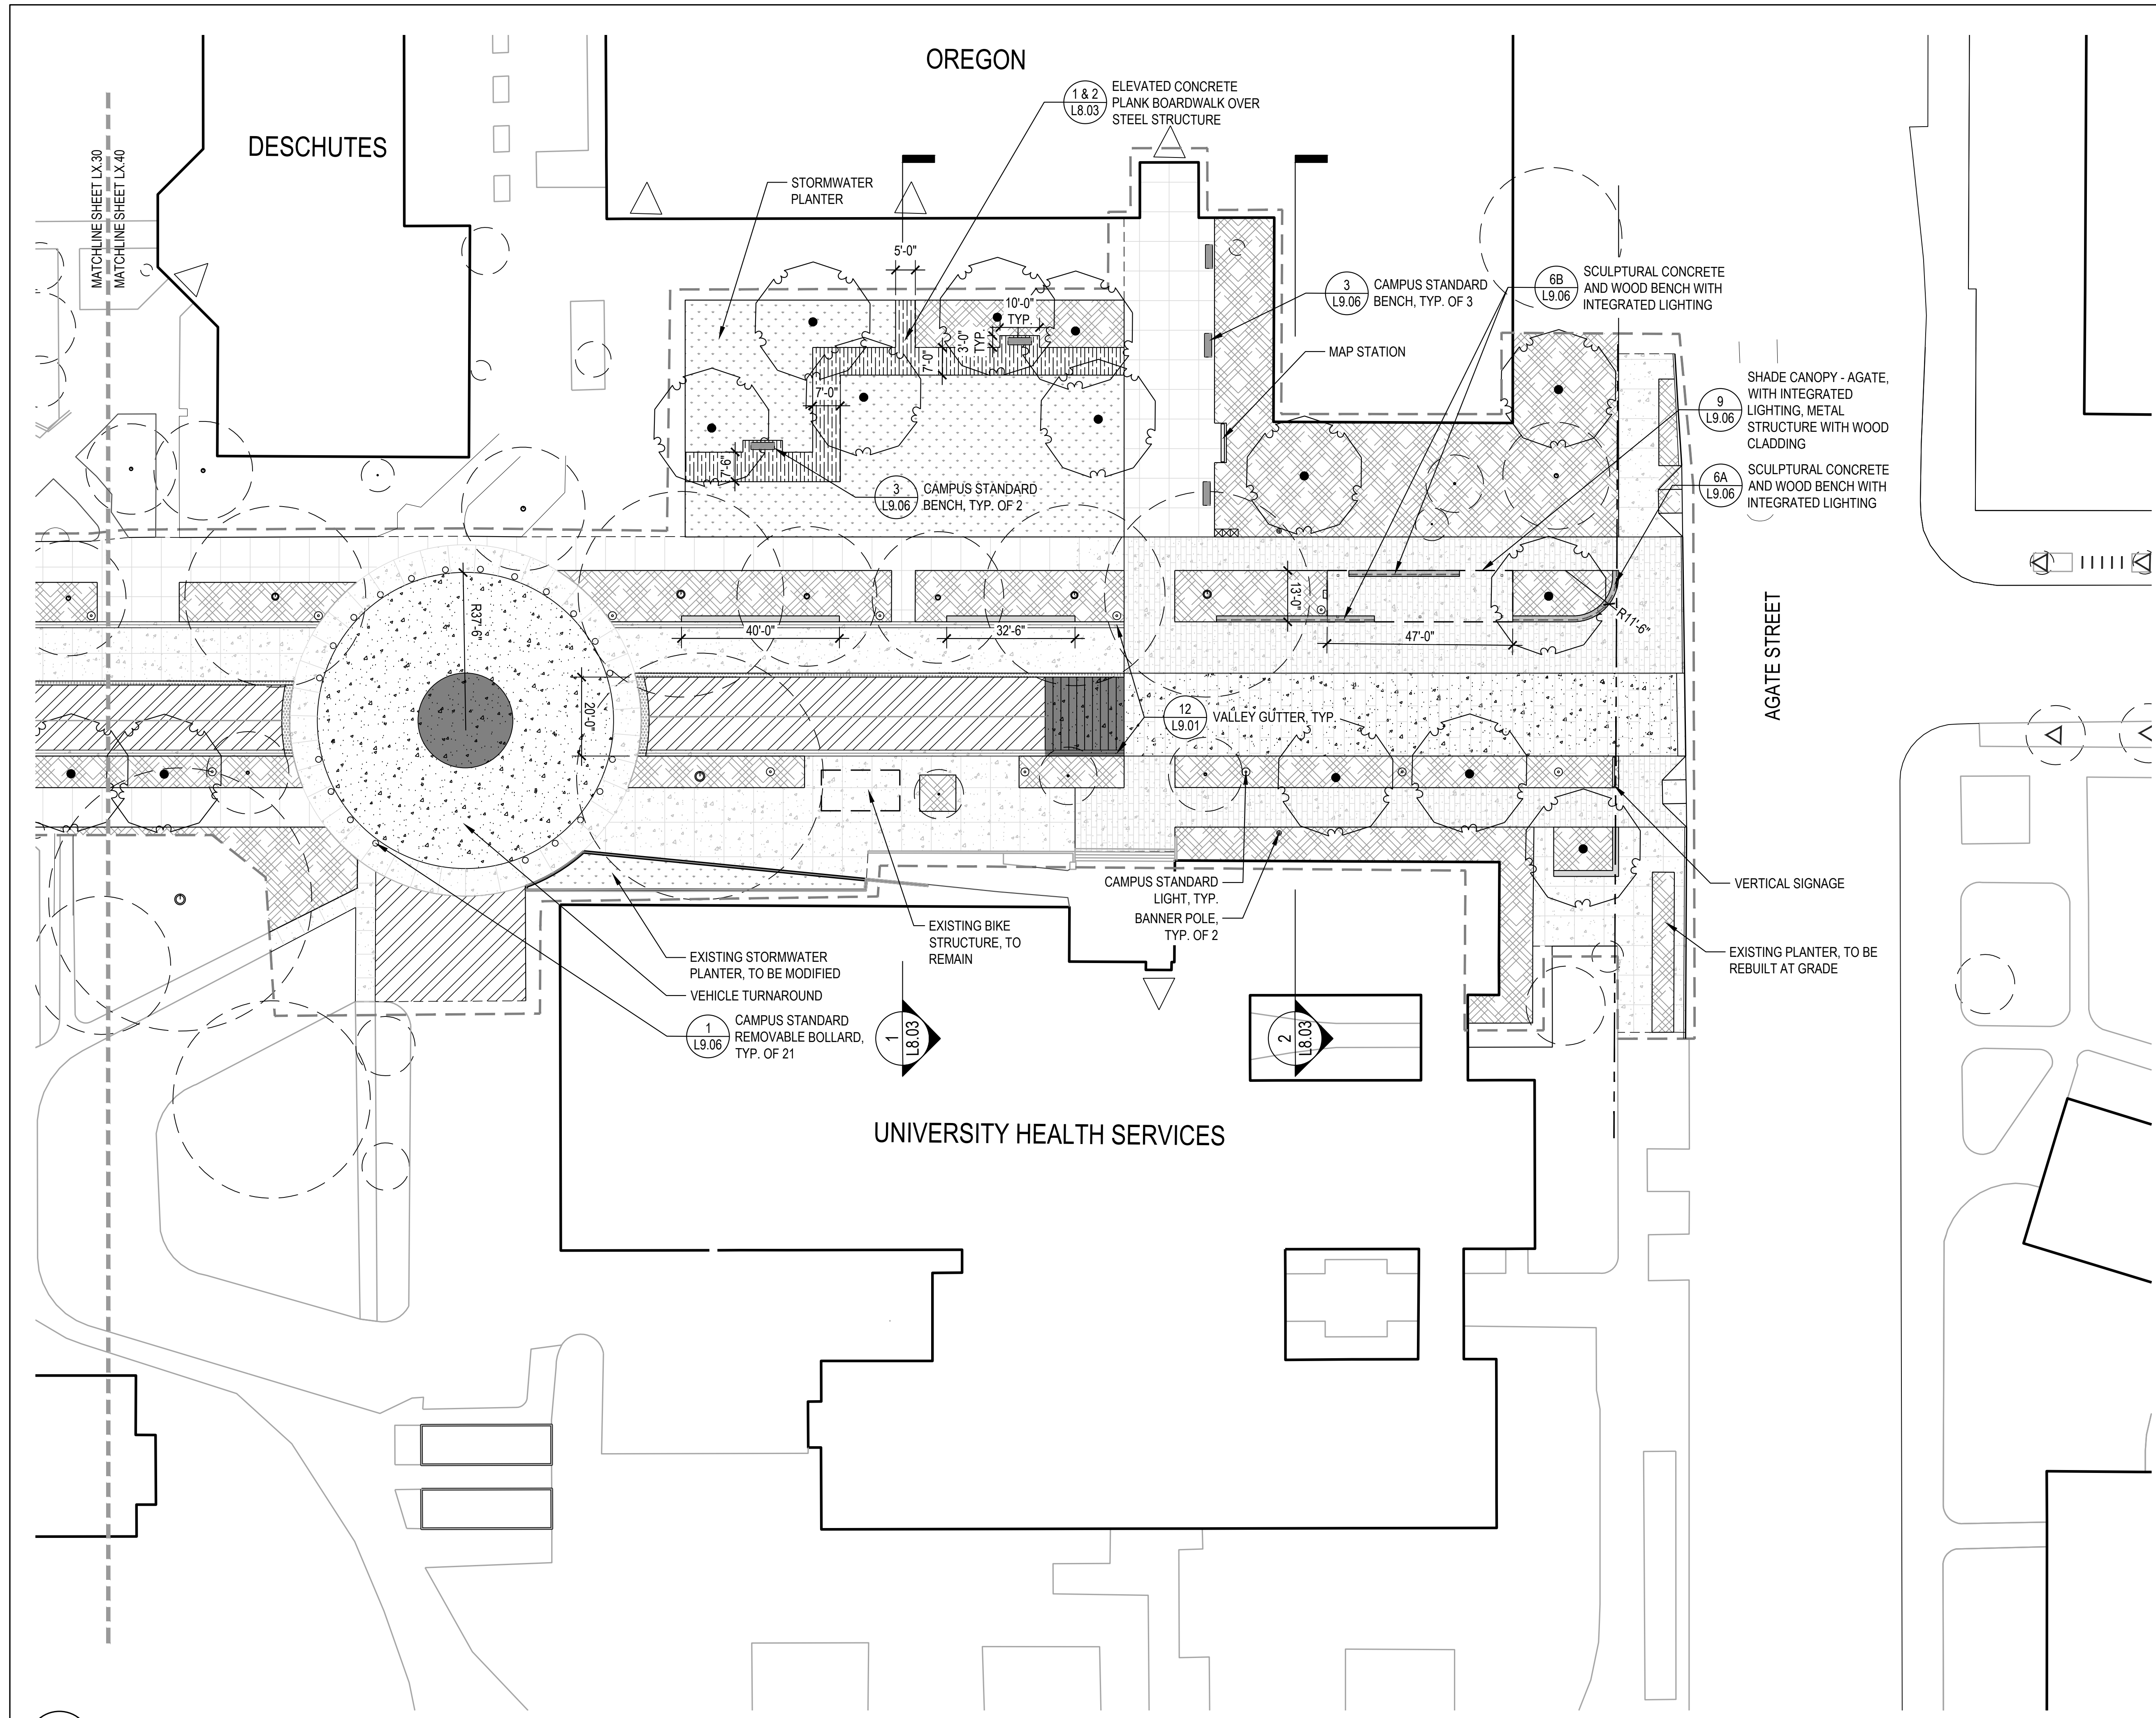 OREGON
DESCHUTES
MATCHLINE SHEET LX.30
MATCHLINE SHEET LX.40
1 & 2
L8.03
ELEVATED CONCRETE
PLANK BOARDWALK OVER
STEEL STRUCTURE
STORMWATER
PLANTER
5'-0"
10'-0"
TYP.
3'-0"
TYP.
7'-0"
7'-0"
7'-6"
3
L9.06
CAMPUS STANDARD
BENCH, TYP. OF 2
3
L9.06
CAMPUS STANDARD
BENCH, TYP. OF 3
MAP STATION
6B
L9.06
SCULPTURAL CONCRETE
AND WOOD BENCH WITH
INTEGRATED LIGHTING
9
L9.06
SHADE CANOPY - AGATE,
WITH INTEGRATED
LIGHTING, METAL
STRUCTURE WITH WOOD
CLADDING
6A
L9.06
SCULPTURAL CONCRETE
AND WOOD BENCH WITH
INTEGRATED LIGHTING
R37'-6"
40'-0"
32'-6"
13'-0"
47'-0"
R11'-6"
20'-0"
12
L9.01
VALLEY GUTTER, TYP.
AGATE STREET
CAMPUS STANDARD
LIGHT, TYP.
BANNER POLE,
TYP. OF 2
VERTICAL SIGNAGE
EXISTING PLANTER, TO BE
REBUILT AT GRADE
EXISTING BIKE
STRUCTURE, TO
REMAIN
EXISTING STORMWATER
PLANTER, TO BE MODIFIED
VEHICLE TURNAROUND
1
L9.06
CAMPUS STANDARD
REMOVABLE BOLLARD,
TYP. OF 21
1
L8.03
2
L8.03
UNIVERSITY HEALTH SERVICES